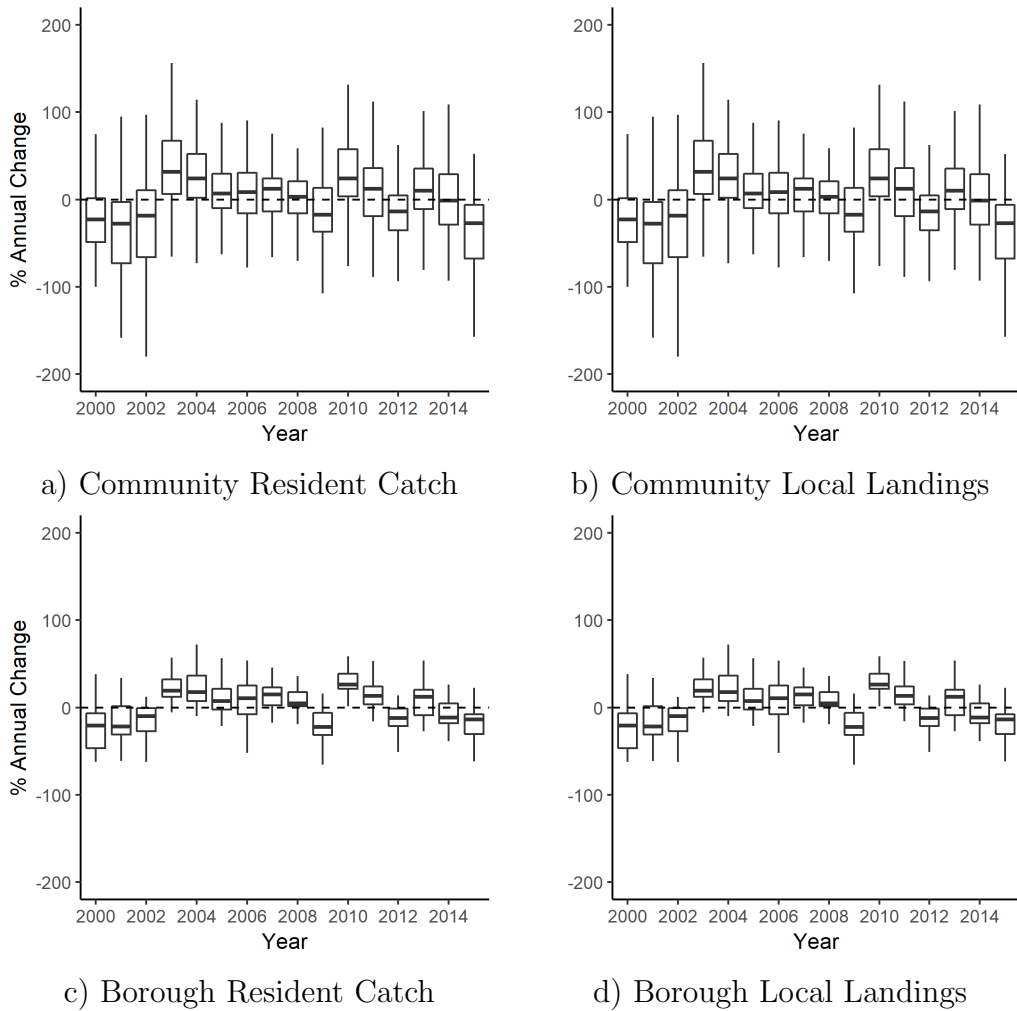 200
100
0
-100
-200
% Annual Change
2000 2002 2004 2006 2008 2010 2012 2014
Year
a) Community Resident Catch
200
100
0
-100
-200
2000 2002 2004 2006 2008 2010 2012 2014
Year
b) Community Local Landings
200
100
0
-100
-200
% Annual Change
2000 2002 2004 2006 2008 2010 2012 2014
Year
c) Borough Resident Catch
200
100
0
-100
-200
2000 2002 2004 2006 2008 2010 2012 2014
Year
d) Borough Local Landings